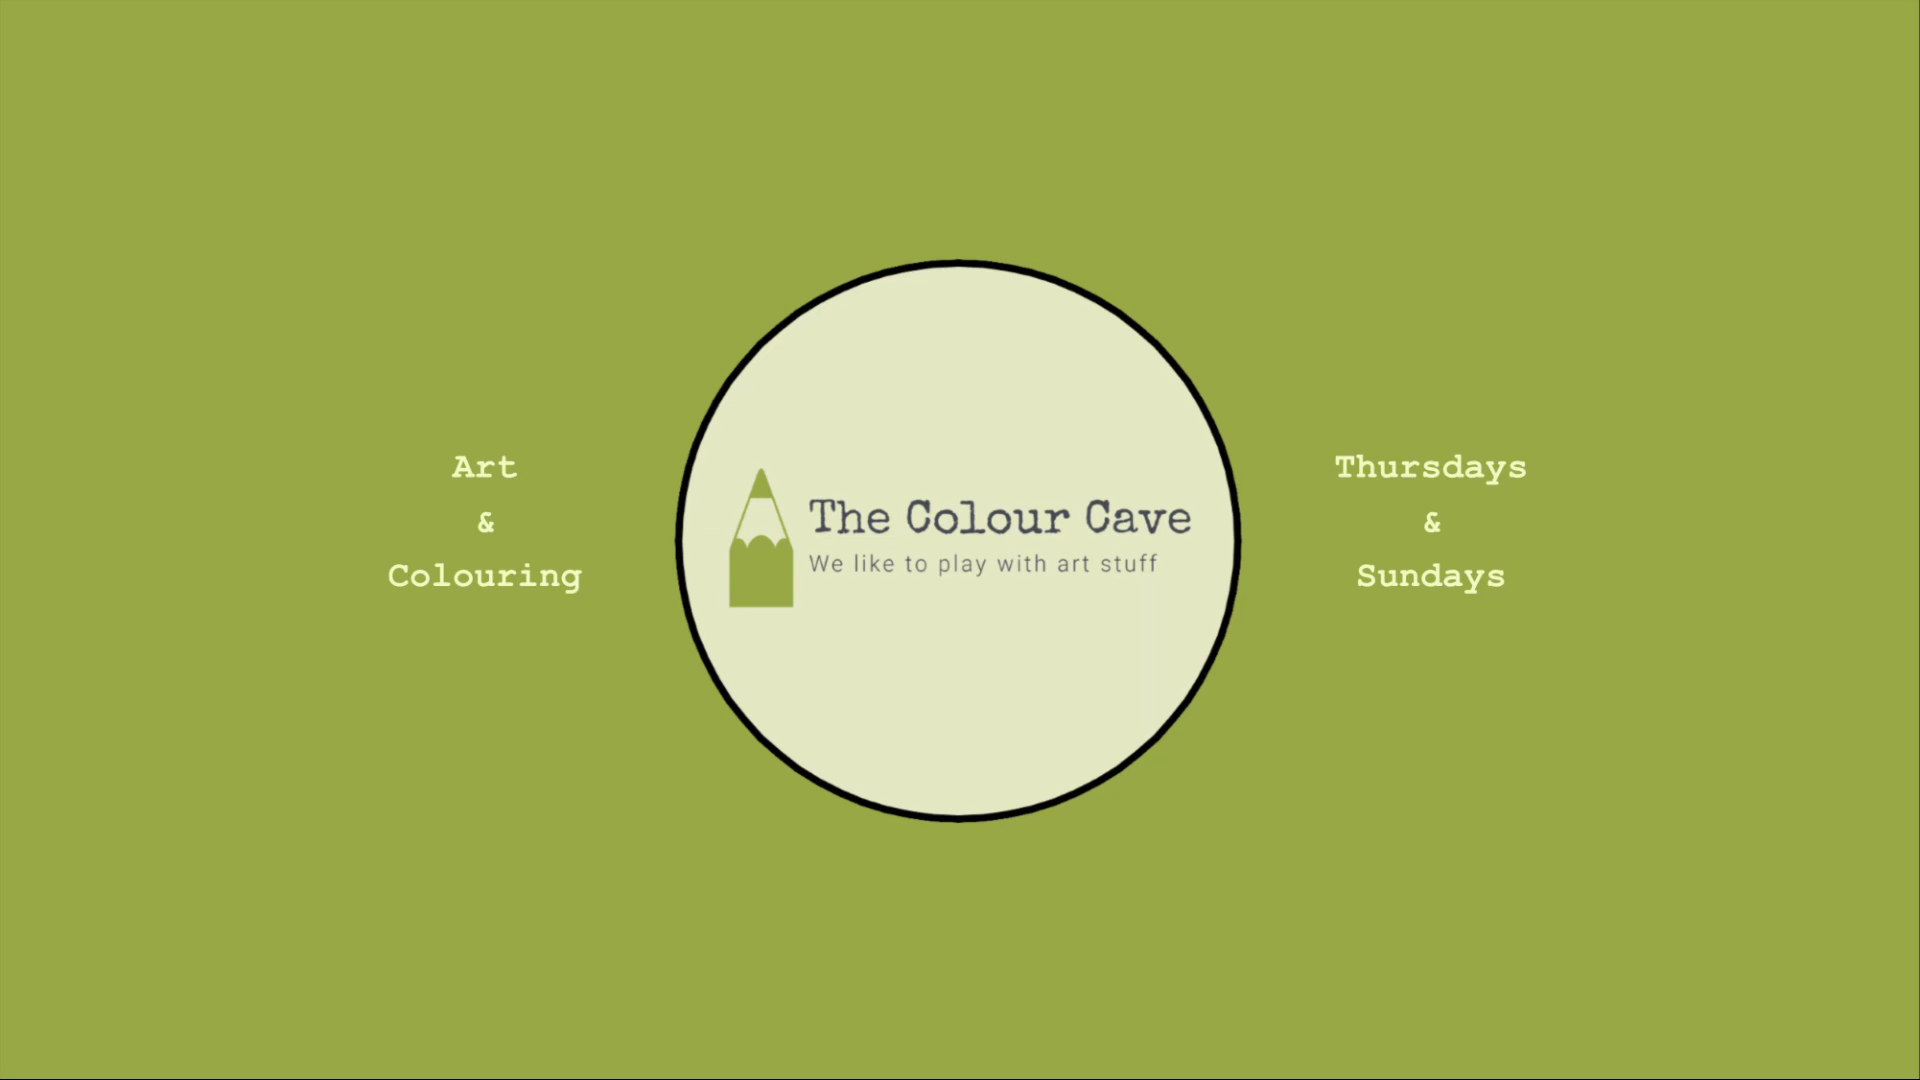 Art
&
Colouring
The Colour Cave
We like to play with art stuff
Thursdays
&
Sundays